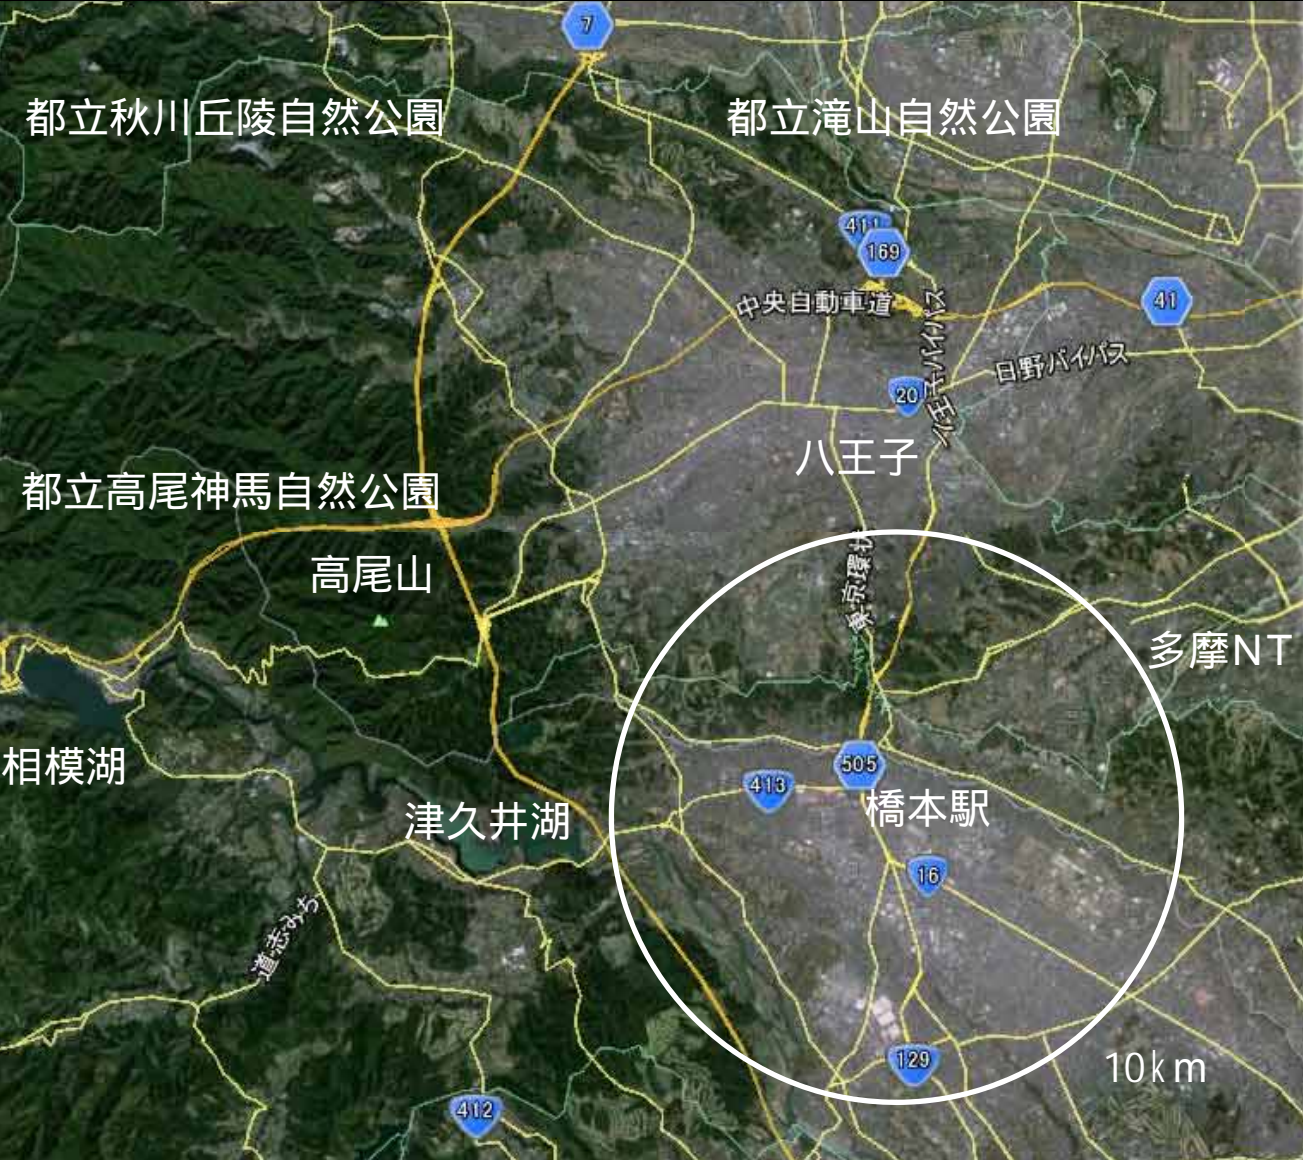 7
都立秋川丘陵自然公園
都立滝山自然公園
411
169
41
中央自動車道
八王子バイパス
日野バイパス
20
八王子
都立高尾神馬自然公園
高尾山
東京環状
多摩NT
相模湖
505
413
橋本駅
津久井湖
16
道志みち
129
10km
412